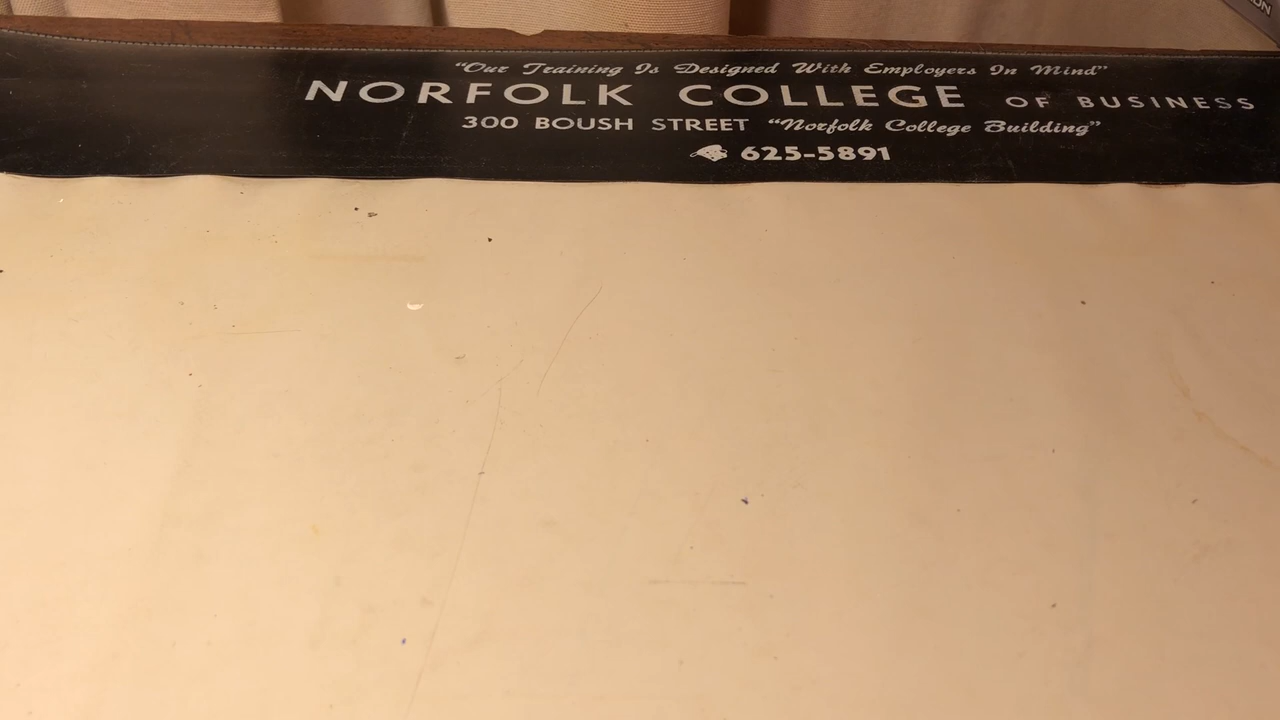 “Our Training Is Designed With Employers In Mind”
NORFOLK COLLEGE OF BUSINESS
300 BOUSH STREET “Norfolk College Building”
625-5891